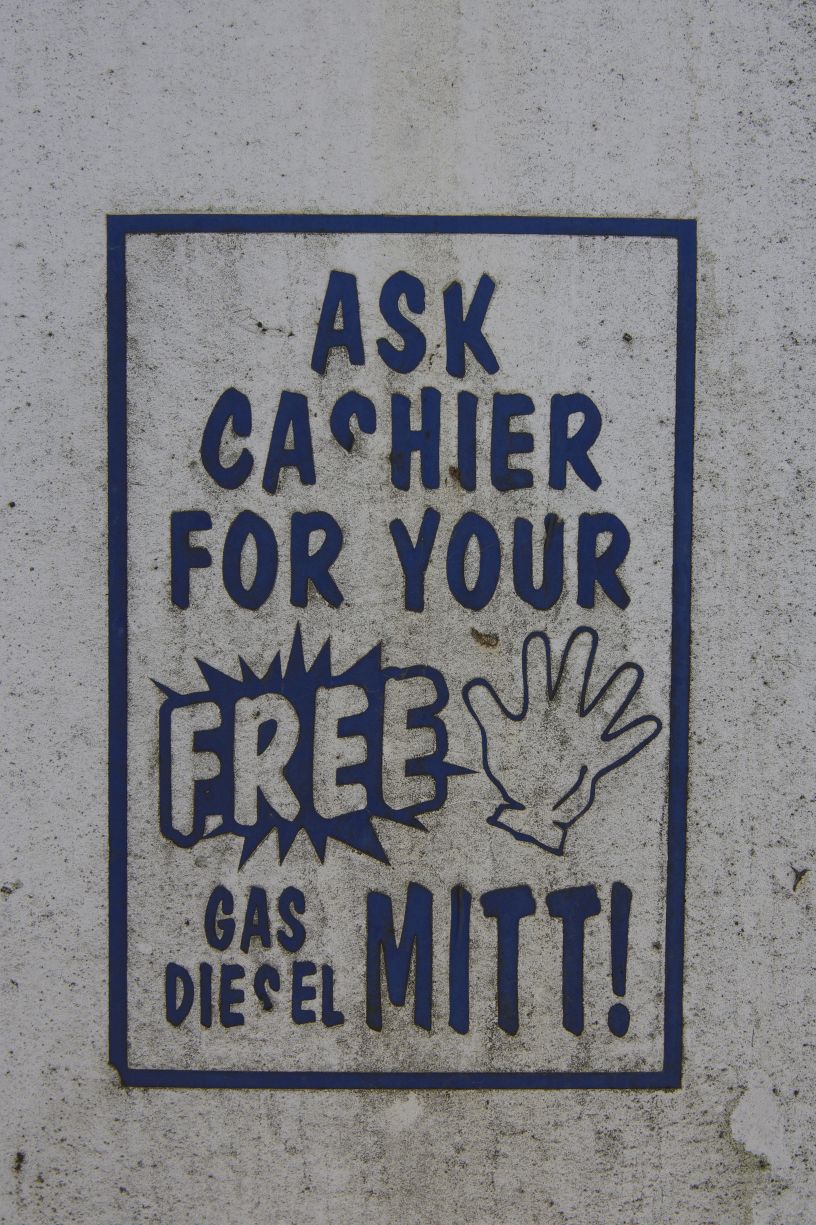 ASK
CASHIER
FOR YOUR
FREE
GAS
DIESEL
MITT!